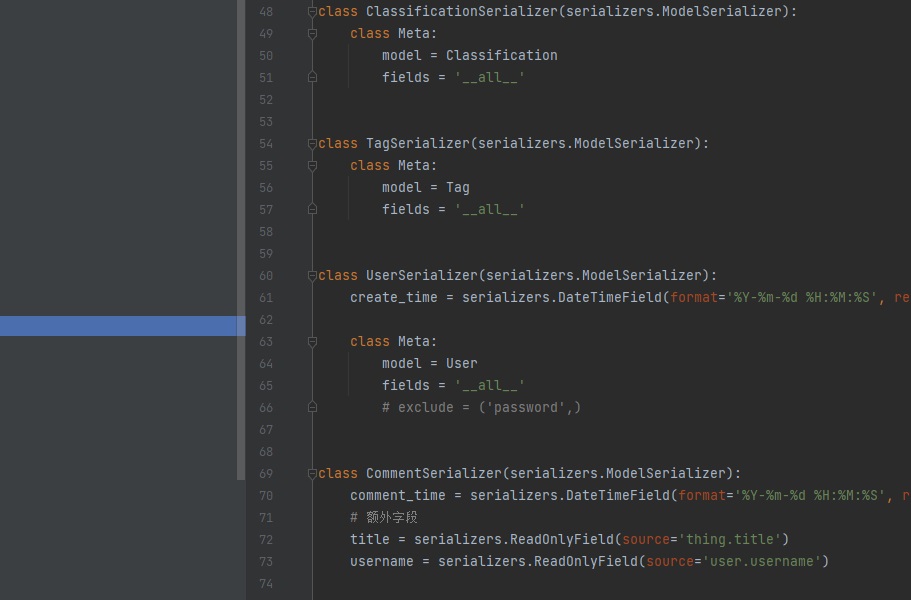 48 class ClassificationSerializer(serializers.ModelSerializer):
49 class Meta:
50 model = Classification
51 fields = '__all__'
52
53
54 class TagSerializer(serializers.ModelSerializer):
55 class Meta:
56 model = Tag
57 fields = '__all__'
58
59
60 class UserSerializer(serializers.ModelSerializer):
61 create_time = serializers.DateTimeField(format='%Y-%m-%d %H:%M:%S', re
62
63 class Meta:
64 model = User
65 fields = '__all__'
66 # exclude = ('password',)
67
68
69 class CommentSerializer(serializers.ModelSerializer):
70 comment_time = serializers.DateTimeField(format='%Y-%m-%d %H:%M:%S', r
71 # 额外字段
72 title = serializers.ReadOnlyField(source='thing.title')
73 username = serializers.ReadOnlyField(source='user.username')
74